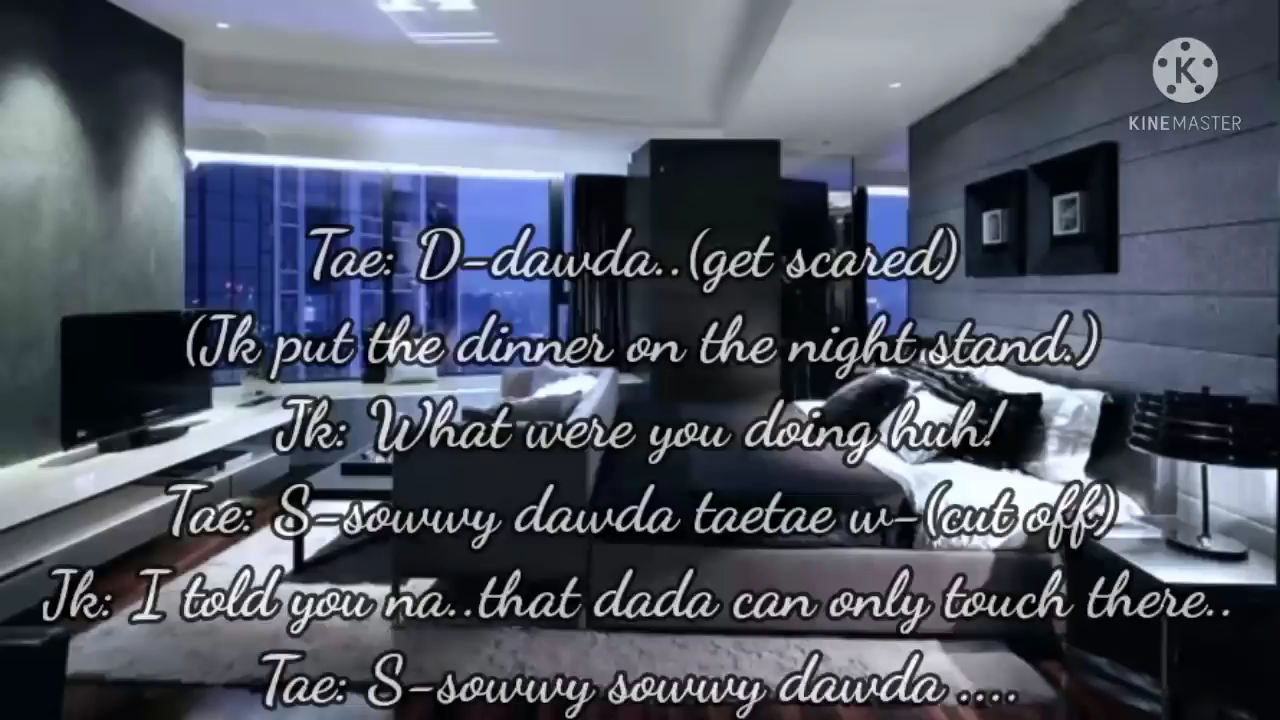 KINEMASTER
Tae: D-dawda..(get scared)
(Jk put the dinner on the night stand.)
Jk: What were you doing huh!
Tae: S-sowwy dawda taetae w-(cut off)
Jk: I told you na..that dada can only touch there..
Tae: S-sowwy sowwy dawda ....